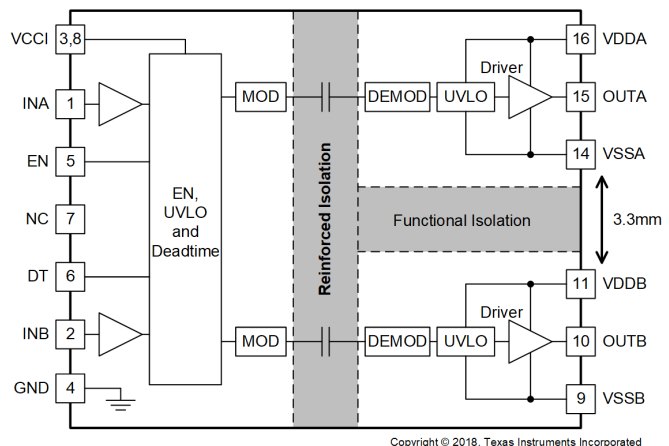 VCCI 3,8
INA 1
EN 5
NC 7
DT 6
INB 2
GND 4
EN,
UVLO
and
Deadtime
MOD
MOD
Reinforced Isolation
DEMOD
UVLO
Driver
16 VDDA
15 OUTA
14 VSSA
Functional Isolation
3.3mm
DEMOD
UVLO
Driver
11 VDDB
10 OUTB
9 VSSB
Copyright © 2018, Texas Instruments Incorporated